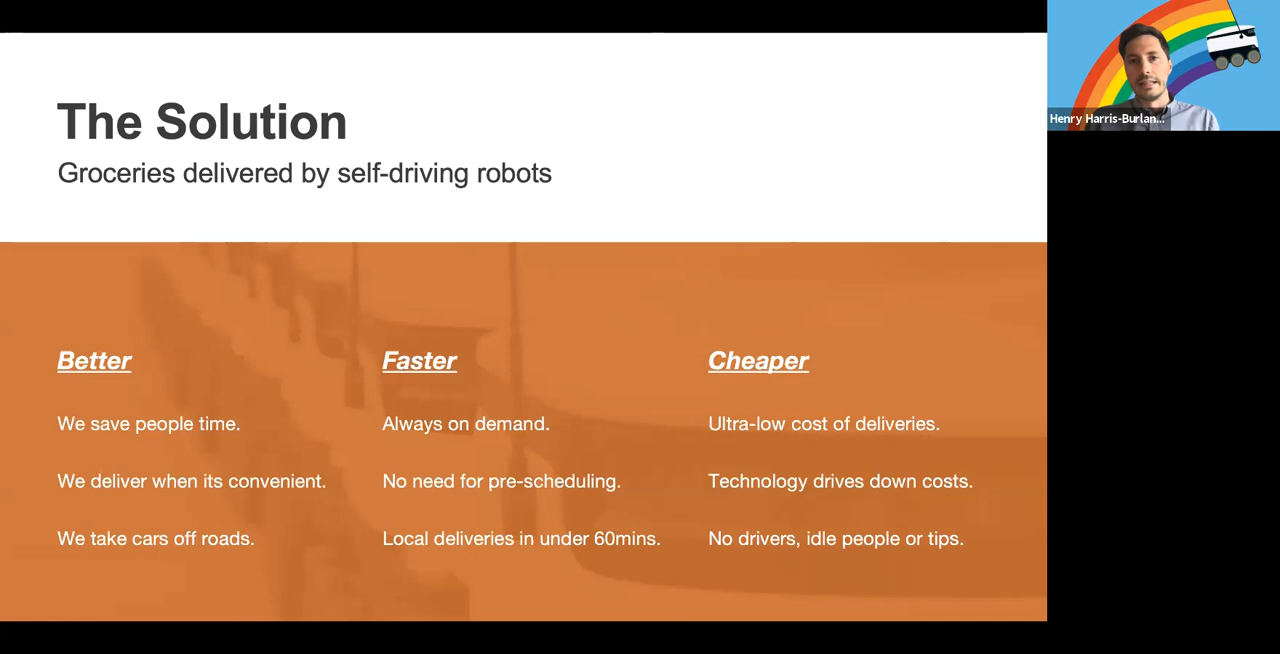 The Solution
Groceries delivered by self-driving robots
Henry Harris-Burlan...
Better
We save people time.
We deliver when its convenient.
We take cars off roads.
Faster
Always on demand.
No need for pre-scheduling.
Local deliveries in under 60mins.
Cheaper
Ultra-low cost of deliveries.
Technology drives down costs.
No drivers, idle people or tips.